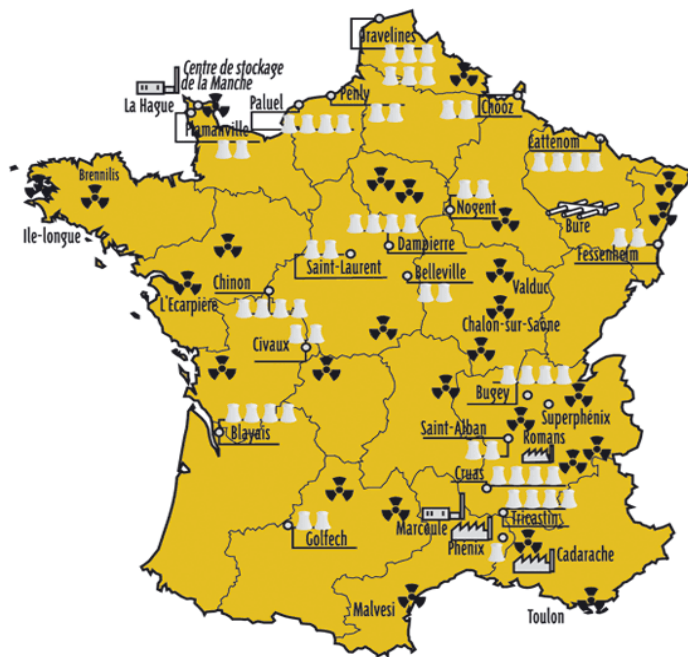 Gravelines
Centre de stockage
de la Manche
La Hague
Paluel
Penly
Chooz
Flamanville
Cattenom
Brennilis
Nogent
Bure
Ile-longue
Dampierre
Fessenheim
Saint-Laurent
Belleville
Chinon
Valduc
L'Ecarpière
Chalon-sur-Saône
Civaux
Bugey
Superphénix
Saint-Alban
Romans
Blayais
Cruas
Tricastin
Marcoule
Golfech
Phénix
Cadarache
Malvesi
Toulon